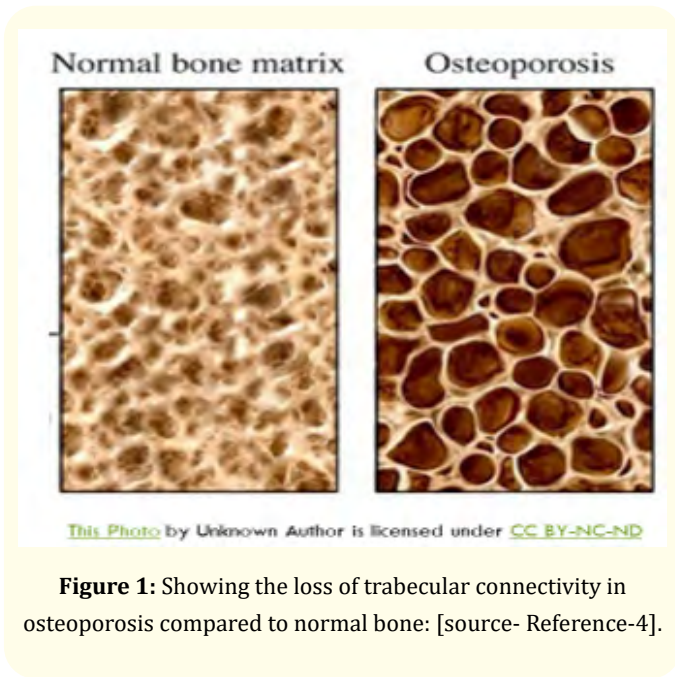 Normal bone matrix
Osteoporosis
This Photo by Unknown Author is licensed under CC BY-NC-ND
Figure 1: Showing the loss of trabecular connectivity in
osteoporosis compared to normal bone: [source- Reference-4].